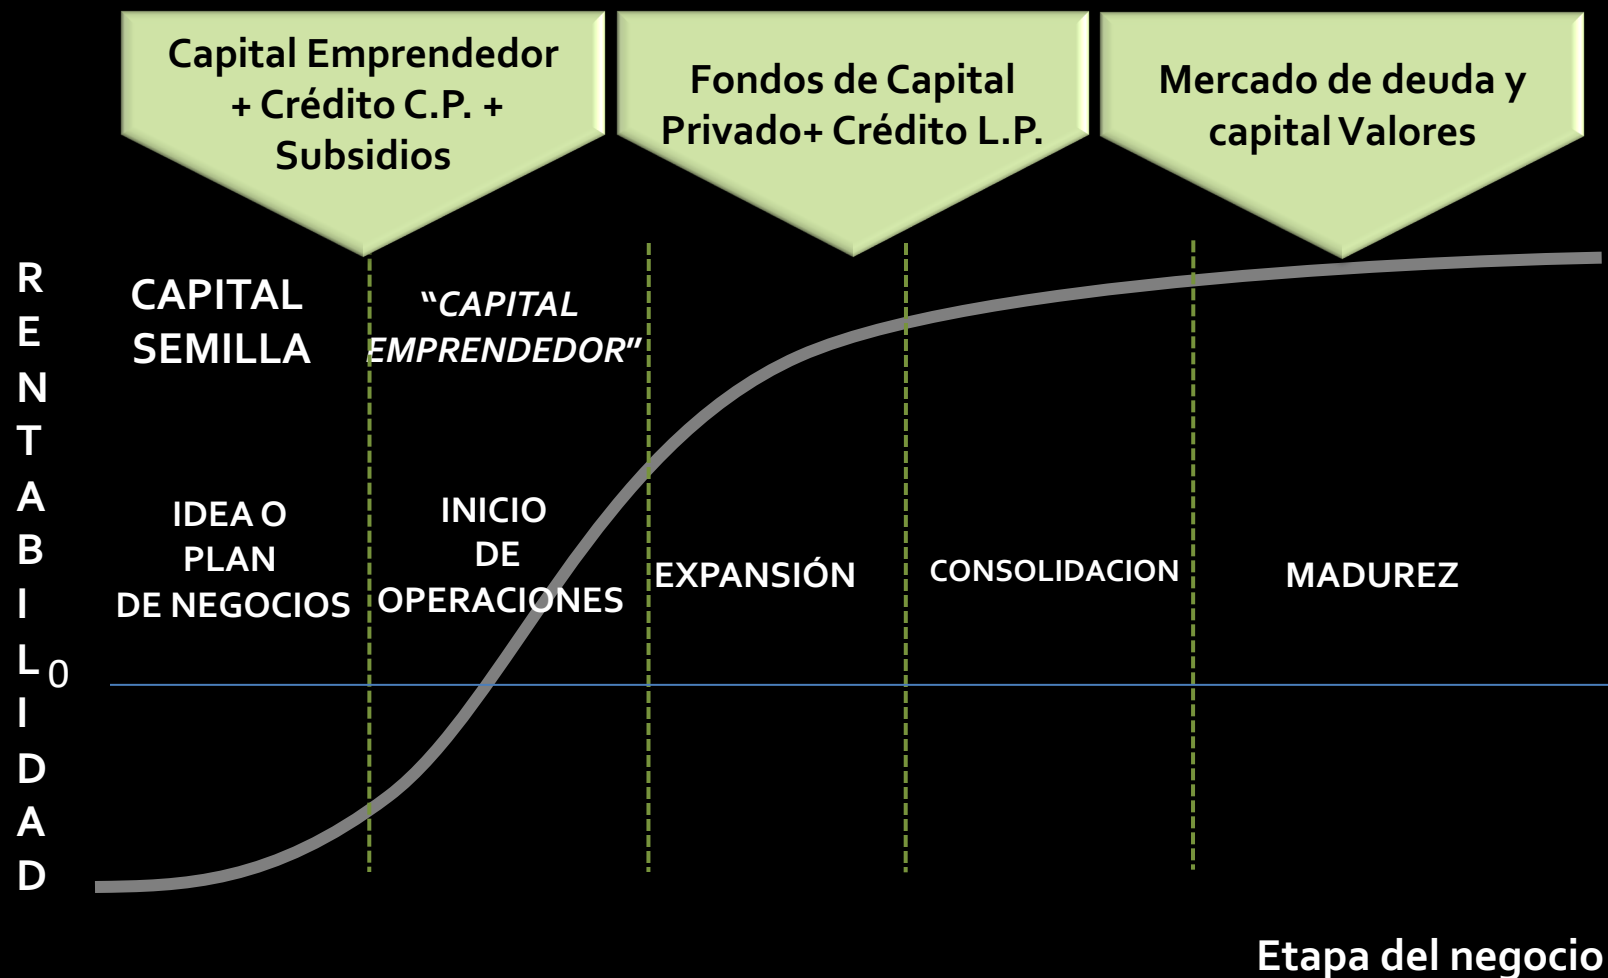 Capital Emprendedor
+ Crédito C.P. +
Subsidios
Fondos de Capital
Privado+ Crédito L.P.
Mercado de deuda y
capital Valores
RENTABILIDAD
CAPITAL
SEMILLA
“CAPITAL
EMPRENDEDOR”
IDEA O
PLAN
DE NEGOCIOS
INICIO
DE
OPERACIONES
EXPANSIÓN
CONSOLIDACION
MADUREZ
0
Etapa del negocio